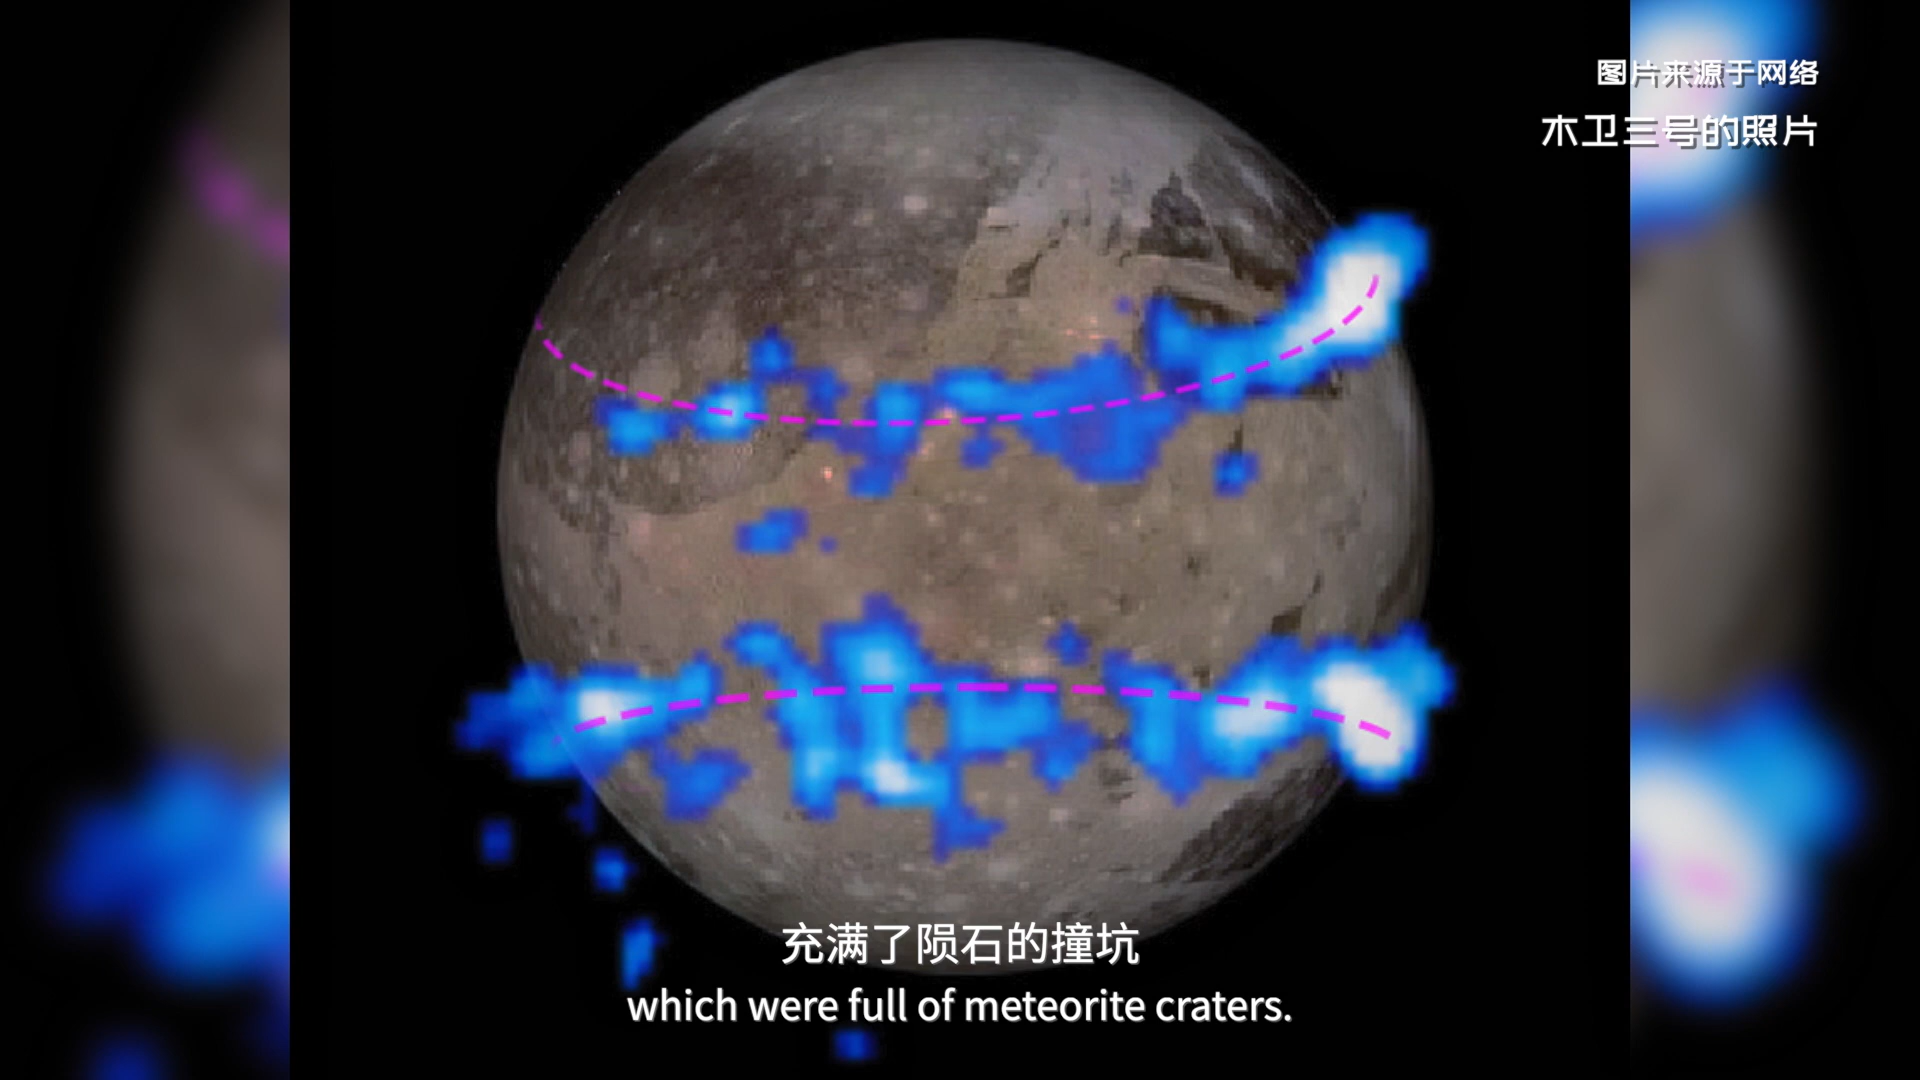 图片来源于网络
木卫三号的照片
充满了陨石的撞坑
which were full of meteorite craters.